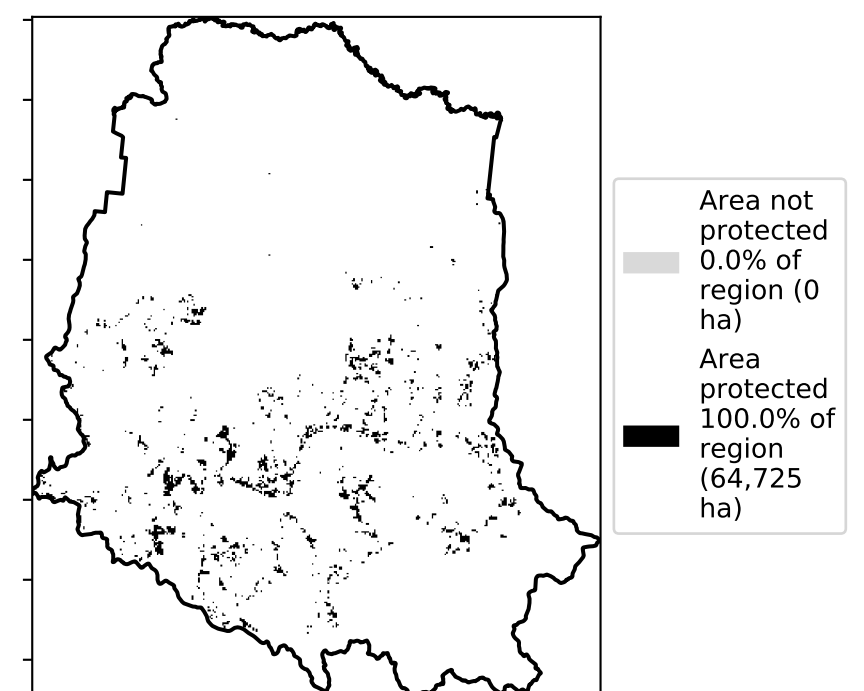 Area not
protected
0.0% of
region (0
ha)
Area
protected
100.0% of
region
(64,725
ha)